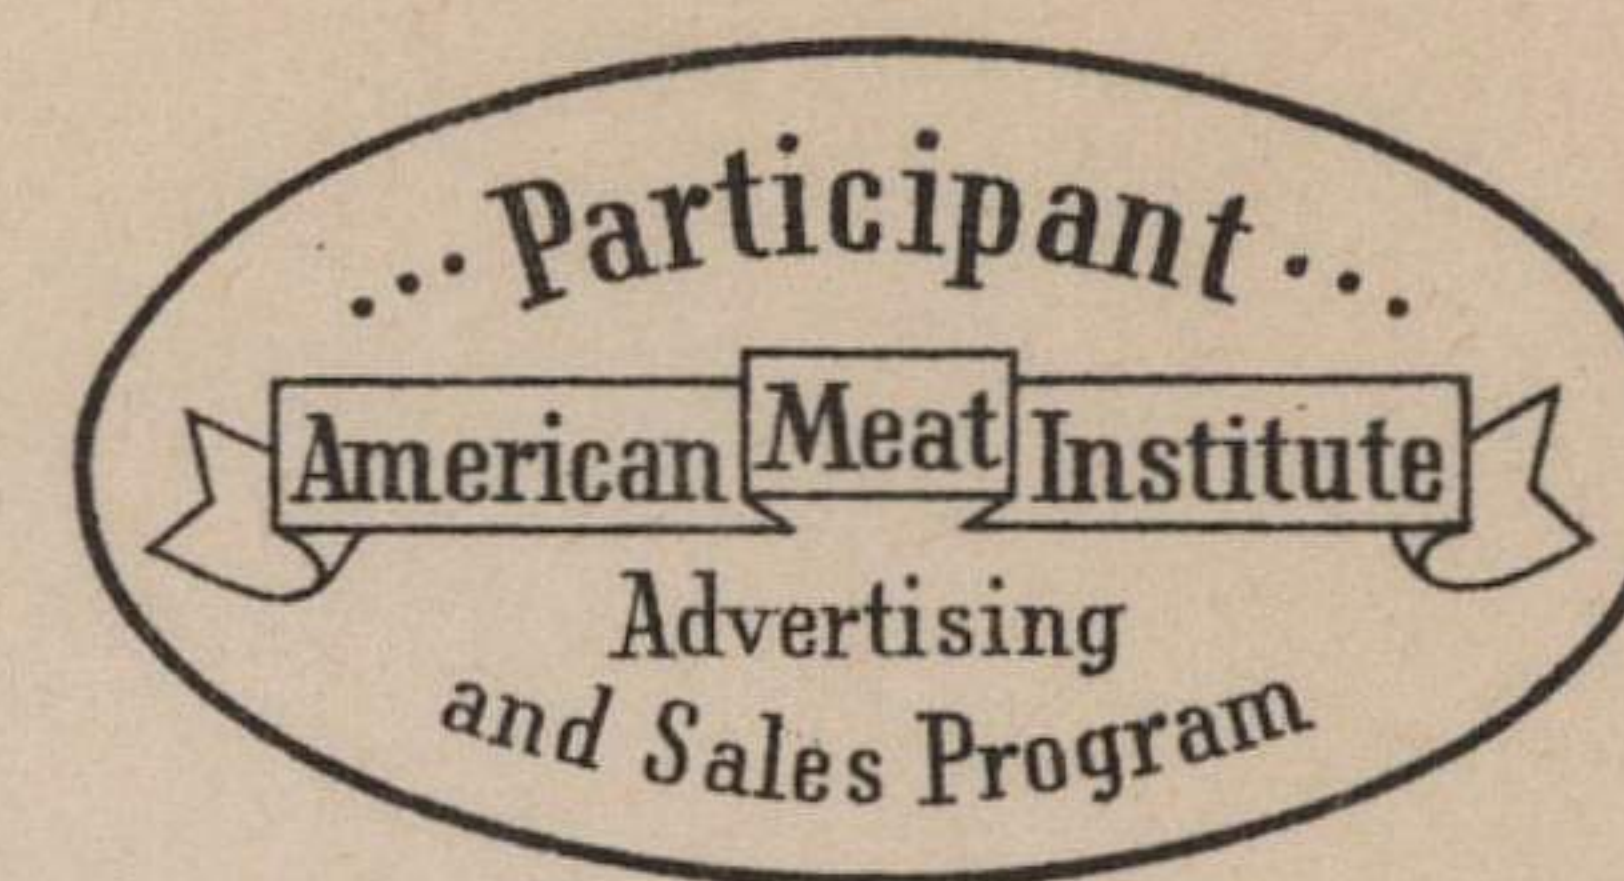 ...Participant...
American Meat Institute
Advertising
and Sales Program